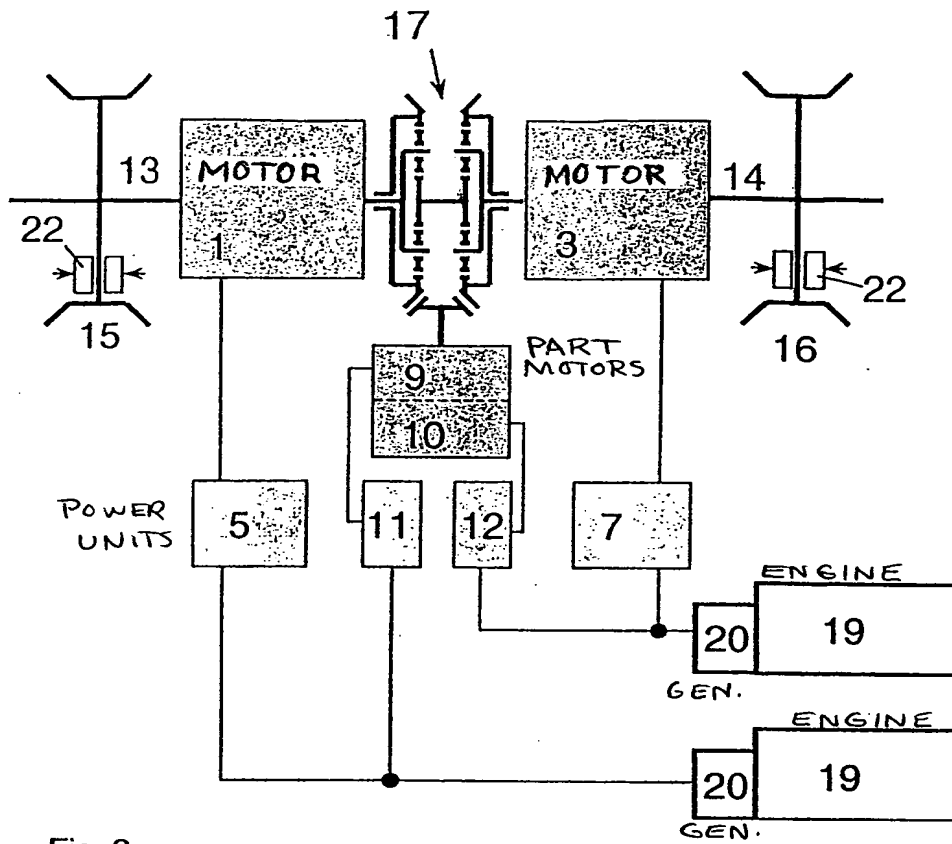 17
13
MOTOR
MOTOR
14
22
1
3
22
15
16
PART
MOTORS
9
10
POWER
UNITS
5
11
12
7
ENGINE
20
19
GEN.
ENGINE
20
19
GEN.